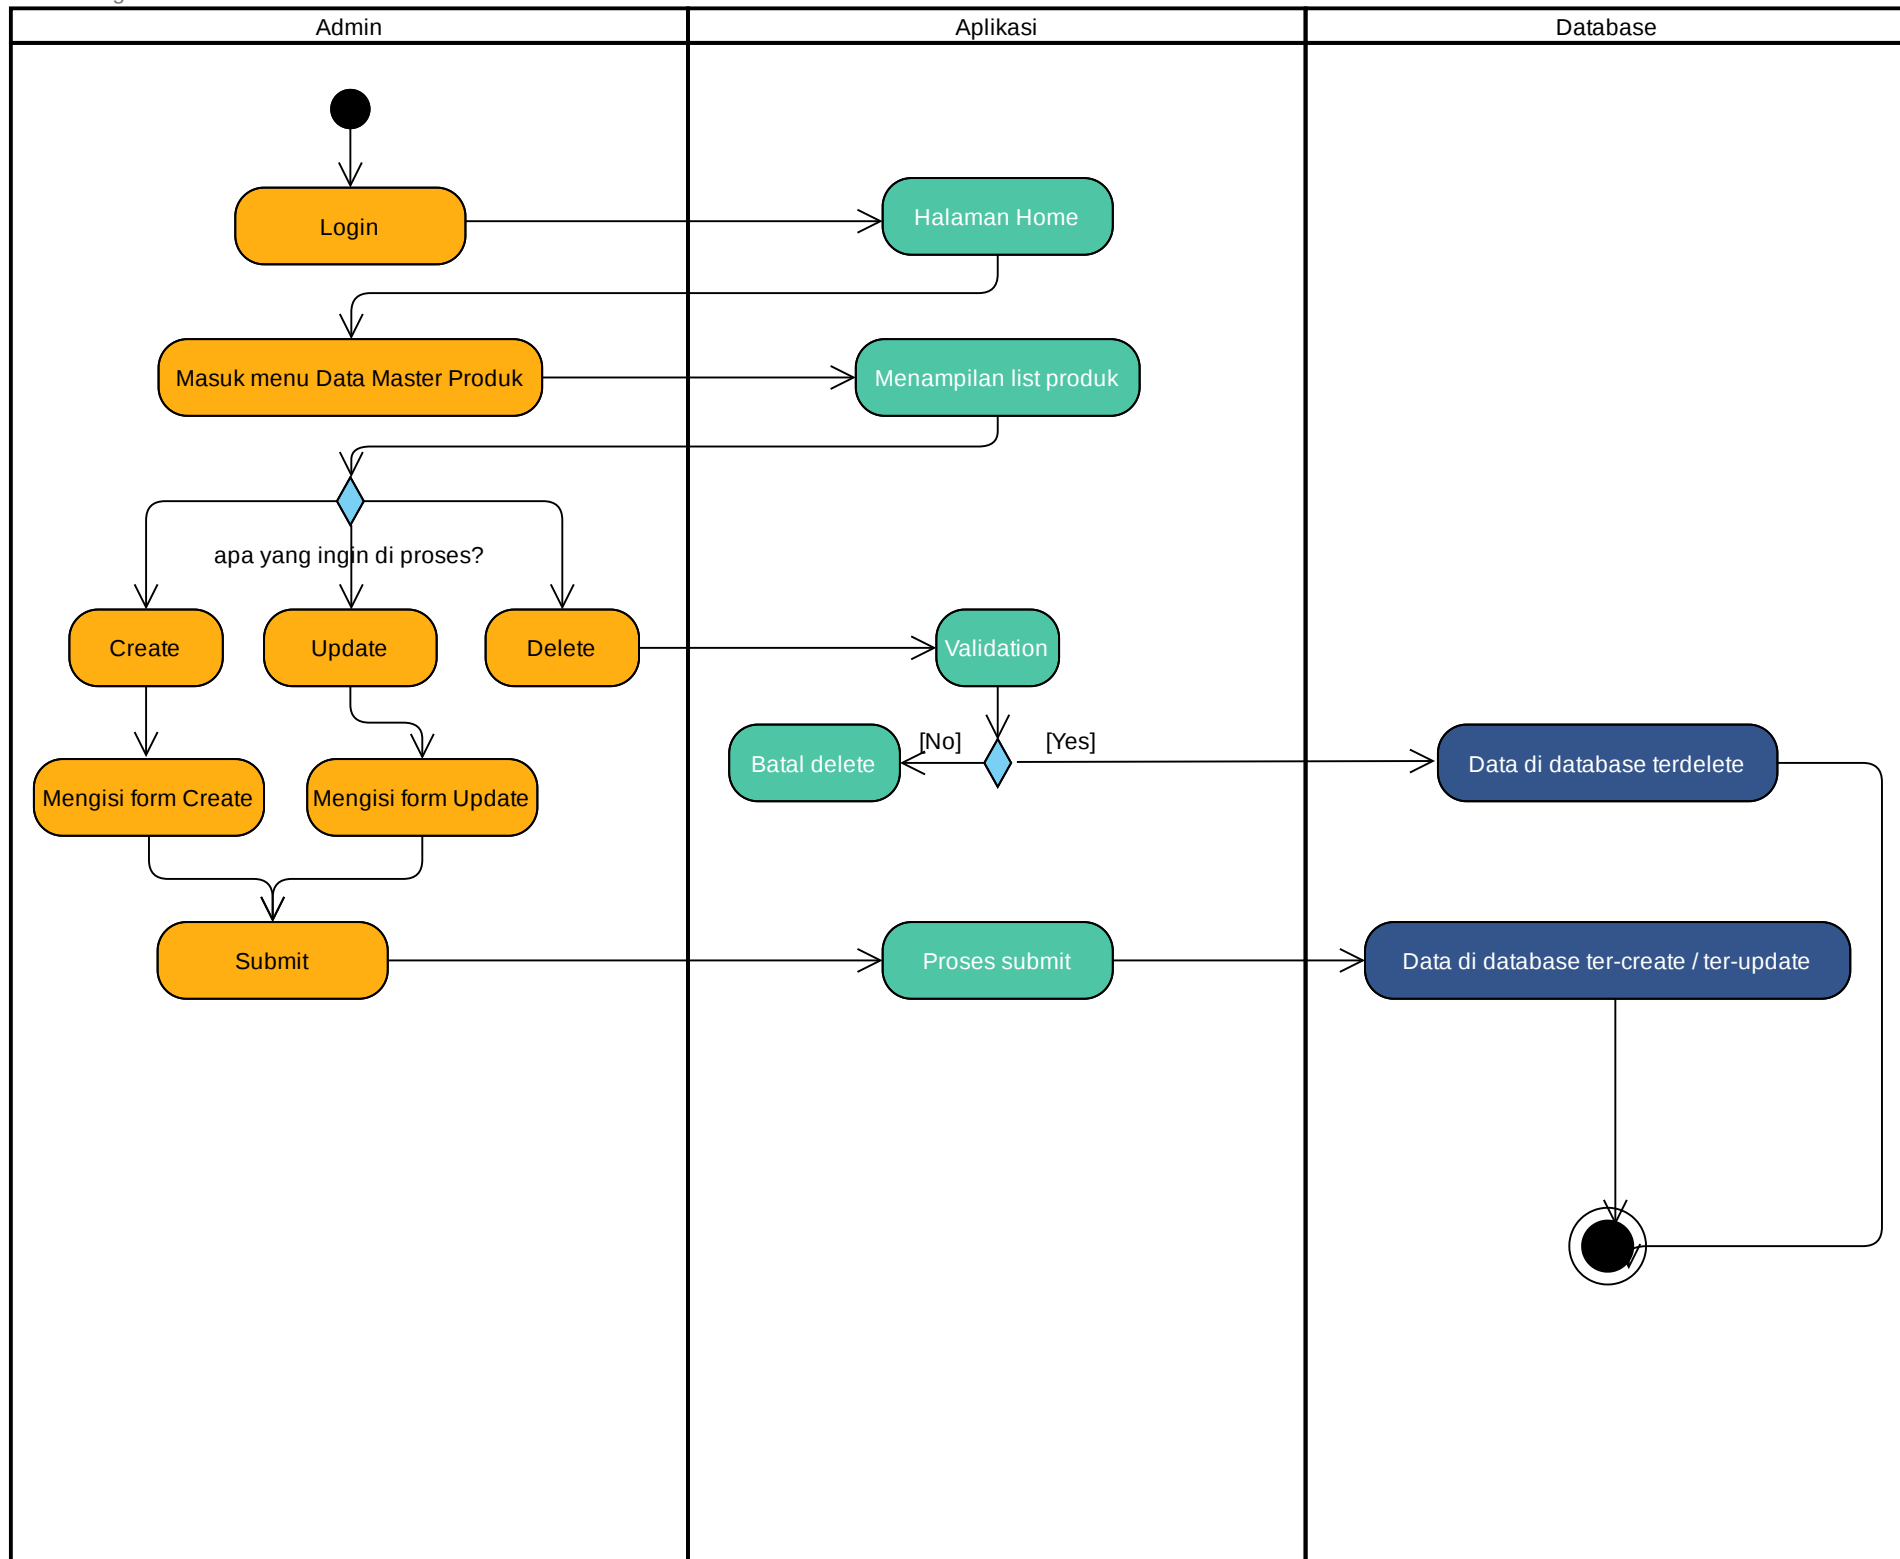 Admin
Aplikasi
Database
Login
Halaman Home
Masuk menu Data Master Produk
Menampilan list produk
apa yang ingin di proses?
Create
Update
Delete
Validation
[No]
[Yes]
Batal delete
Data di database terdelete
Mengisi form Create
Mengisi form Update
Submit
Proses submit
Data di database ter-create / ter-update